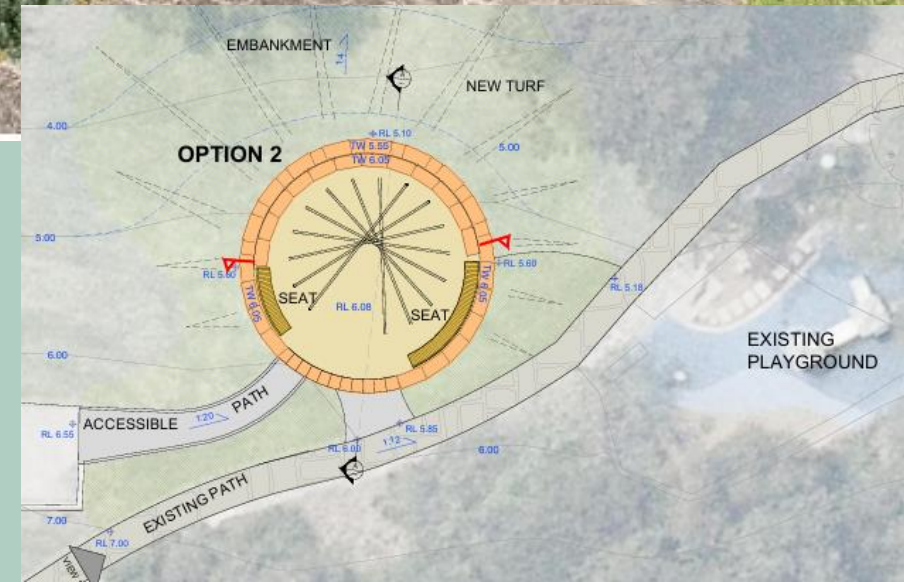 EMBANKMENT
1:4
NEW TURF
4.00
RL 5.10
TW 5.55
5.00
OPTION 2
TW 6.05
5.00
RL 5.60
RL 5.60
RL 5.18
SEAT
TW 6.05
RL 6.08
SEAT
TW 6.05
EXISTING
PLAYGROUND
6.00
ACCESSIBLE
1:20
PATH
RL 6.55
RL 5.85
RL 6.00
1:12
6.00
EXISTING PATH
7.00
RL 7.00
VIEW